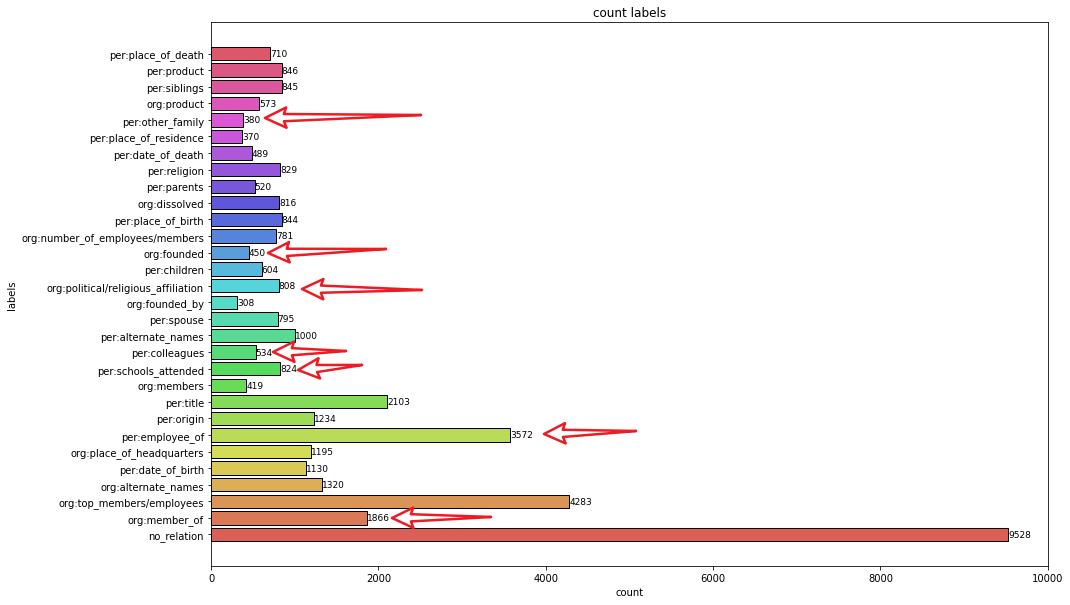 count labels
per:place_of_death 710
per:product 846
per:siblings 845
org:product 573
per:other_family 380
per:place_of_residence 370
per:date_of_death 489
per:religion 829
per:parents 520
org:dissolved 816
per:place_of_birth 844
org:number_of_employees/members 781
org:founded 450
per:children 604
org:political/religious_affiliation 808
org:founded_by 308
per:spouse 795
per:alternate_names 1000
per:colleagues 534
per:schools_attended 824
org:members 419
per:title 2103
per:origin 1234
per:employee_of 3572
org:place_of_headquarters 1195
per:date_of_birth 1130
org:alternate_names 1320
org:top_members/employees 4283
org:member_of 1866
no_relation 9528
labels
0 2000 4000 6000 8000 10000
count